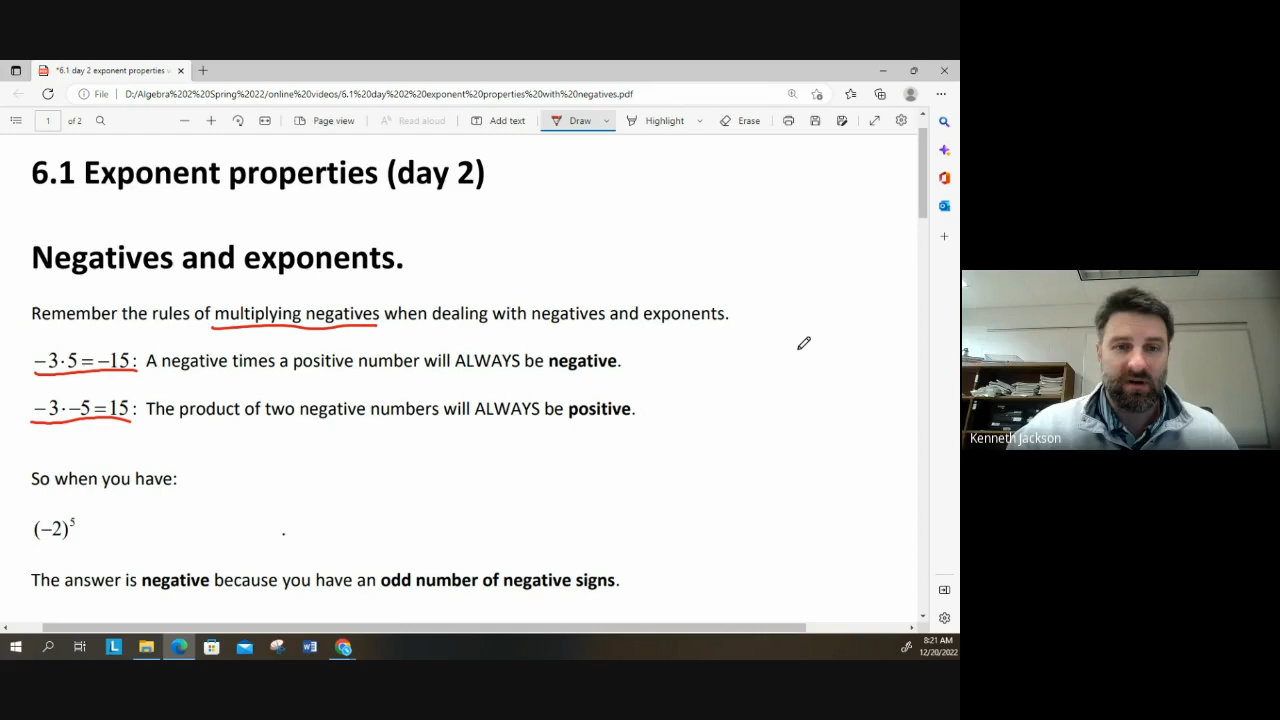 *6.1 day 2 exponent properties
File D:/Algebra%202%20Spring%2022/online%20videos/6.1%20day%202%20exponent%20properties%20with%20negatives.pdf
1 of 2 Page view Read aloud Add text Draw Highlight Erase
6.1 Exponent properties (day 2)
Negatives and exponents.
Remember the rules of multiplying negatives when dealing with negatives and exponents.
−3·5=−15: A negative times a positive number will ALWAYS be negative.
−3·−5=15: The product of two negative numbers will ALWAYS be positive.
Kenneth Jackson
So when you have:
(−2)⁵ .
The answer is negative because you have an odd number of negative signs.
8:21 AM
12/20/2022